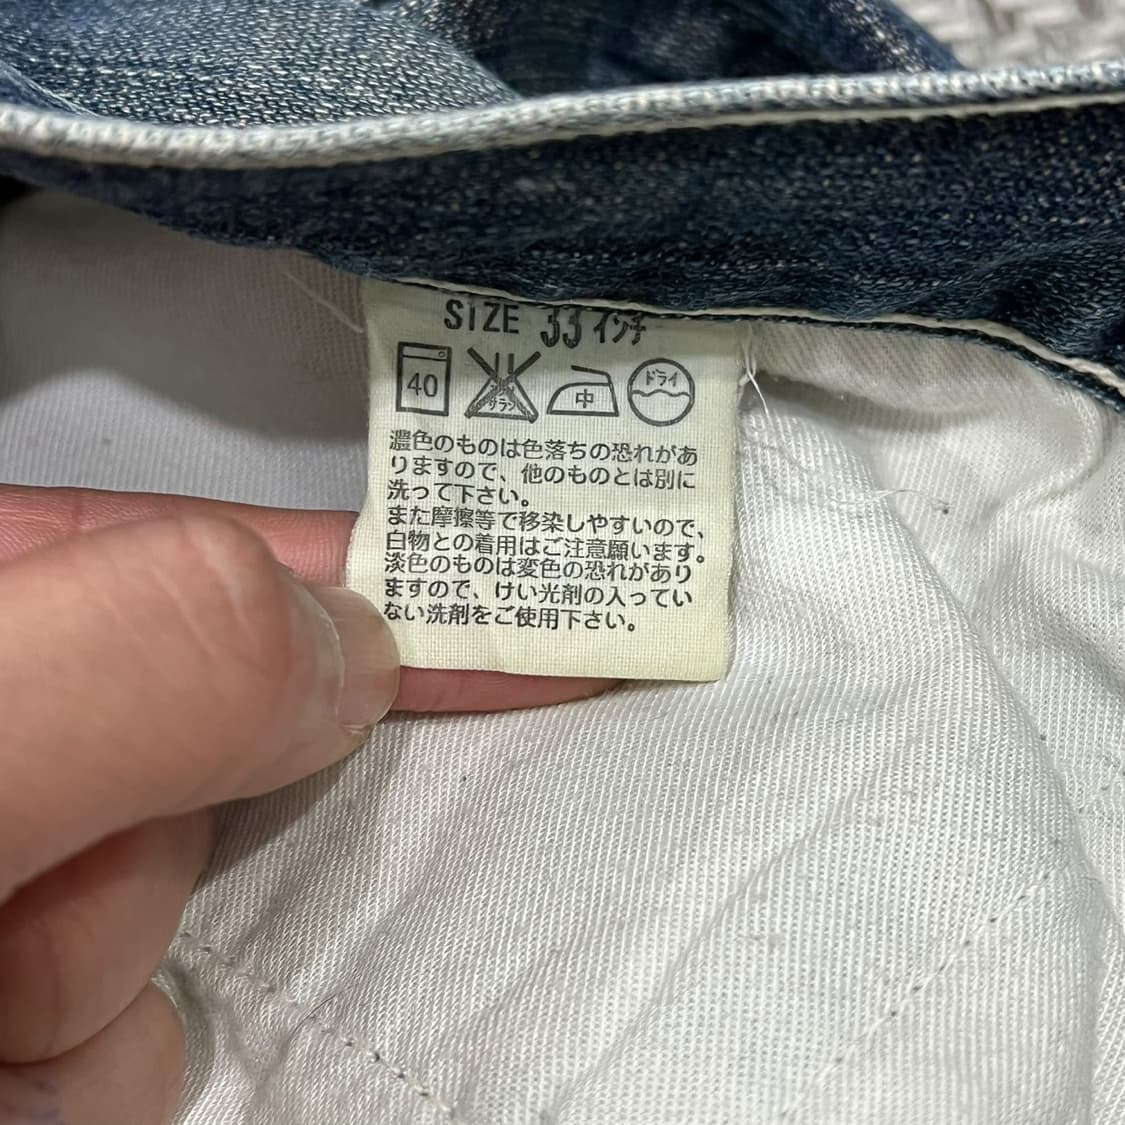 SIZE 33インチ
40
サラシ
中
ドライ
濃色のものは色落ちの恐れがあ
りますので、他のものとは別に
洗って下さい。
また摩擦等で移染しやすいので、
白物との着用はご注意願います。
淡色のものは変色の恐れがあり
ますので、けい光剤の入ってい
ない洗剤をご使用下さい。